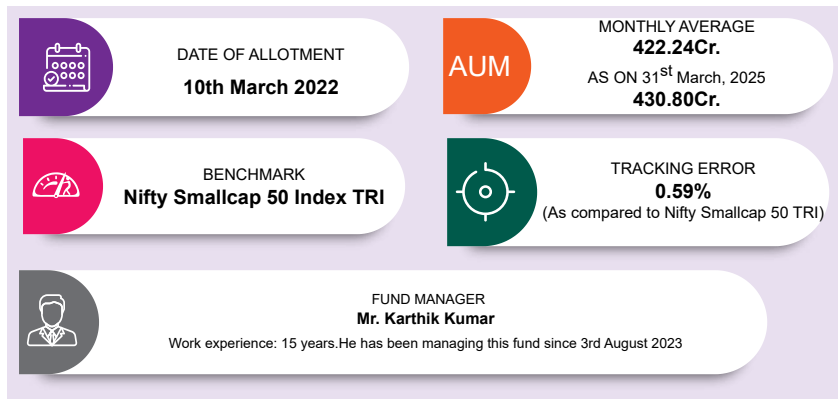 DATE OF ALLOTMENT
10th March 2022
AUM
MONTHLY AVERAGE
422.24Cr.
AS ON 31st March, 2025
430.80Cr.
BENCHMARK
Nifty Smallcap 50 Index TRI
TRACKING ERROR
0.59%
(As compared to Nifty Smallcap 50 TRI)
FUND MANAGER
Mr. Karthik Kumar
Work experience: 15 years.He has been managing this fund since 3rd August 2023